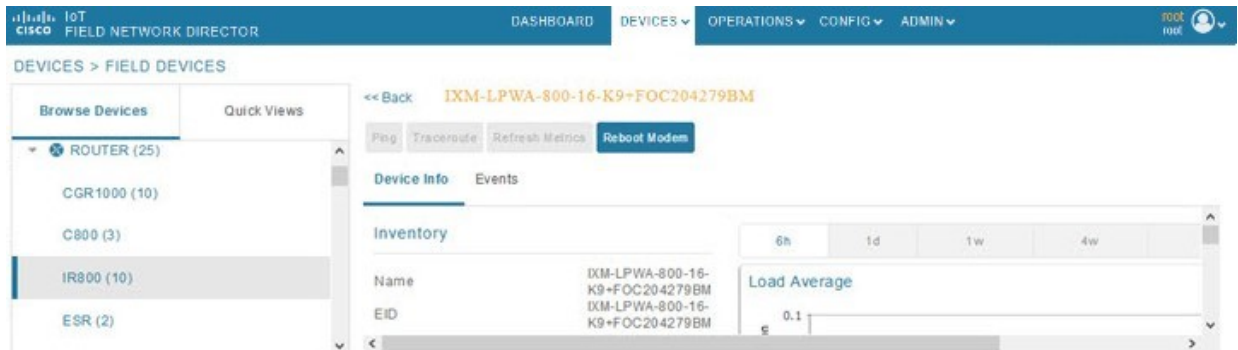 cisco IoT
FIELD NETWORK DIRECTOR
DASHBOARD DEVICES OPERATIONS CONFIG ADMIN
root
root
DEVICES > FIELD DEVICES
Browse Devices Quick Views
ROUTER (25)
CGR1000 (10)
C800 (3)
IR800 (10)
ESR (2)
<< Back IXM-LPWA-800-16-K9+FOC204279BM
Ping Traceroute Refresh Metrics Reboot Modem
Device Info Events
Inventory
Name IXM-LPWA-800-16-
K9+FOC204279BM
EID IXM-LPWA-800-16-
K9+FOC204279BM
6h 1d 1w 4w
Load Average
0.1